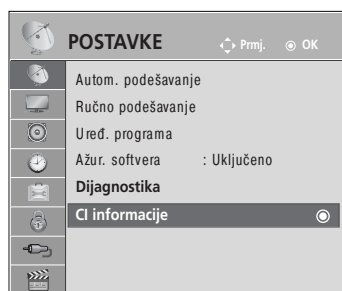 POSTAVKE Prmj. OK
Autom. podešavanje
Ručno podešavanje
Uređ. programa
Ažur. softvera : Uključeno
Dijagnostika
CI informacije